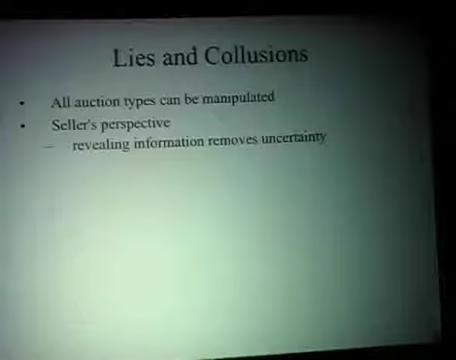 Lies and Collusions
• All auction types can be manipulated
• Seller's perspective
– revealing information removes uncertainty